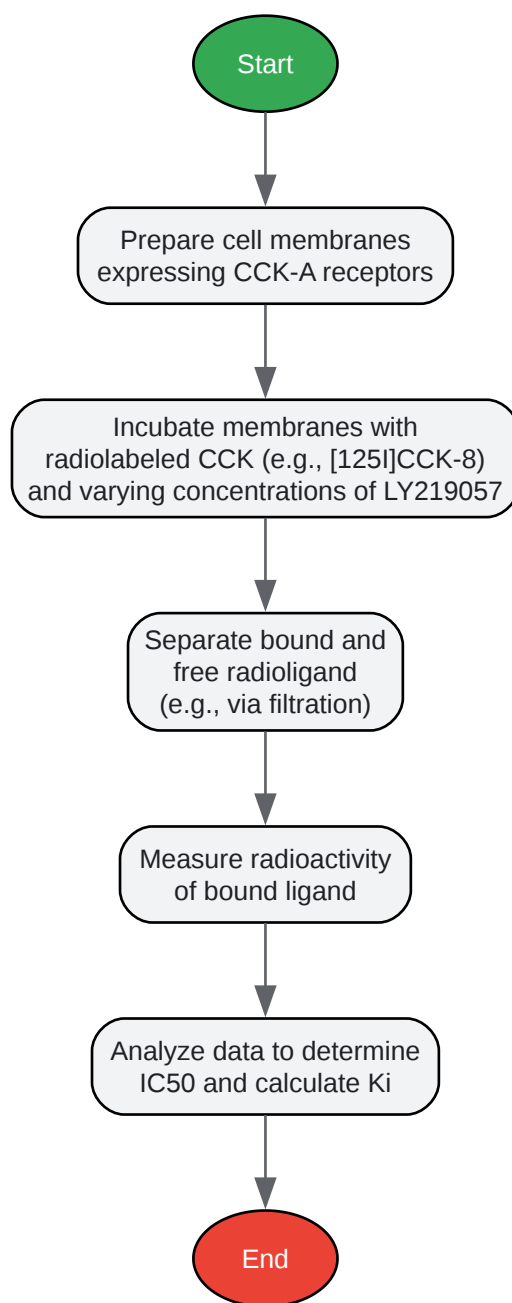 Start
Prepare cell membranes
expressing CCK-A receptors
Incubate membranes with
radiolabeled CCK (e.g., [125I]CCK-8)
and varying concentrations of LY219057
Separate bound and
free radioligand
(e.g., via filtration)
Measure radioactivity
of bound ligand
Analyze data to determine
IC50 and calculate Ki
End